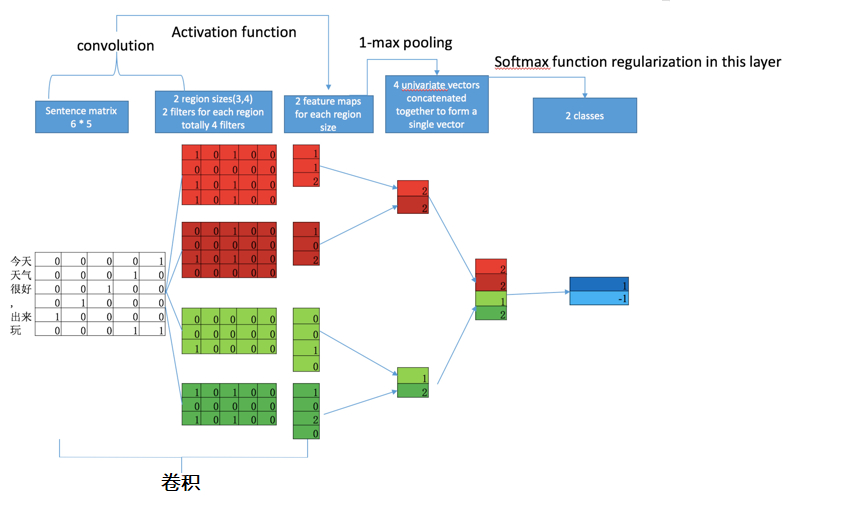 convolution
Activation function
1-max pooling
Softmax function regularization in this layer
Sentence matrix
6 * 5
2 region sizes(3,4)
2 filters for each region
totally 4 filters
2 feature maps
for each region
size
4 univariate vectors
concatenated
together to form a
single vector
2 classes
今天 0 0 0 0 1
天气 0 0 0 1 0
很好 0 0 1 0 0
, 0 1 0 0 0
出来 1 0 0 0 0
玩 0 0 0 1 1
1 0 1 0 0
0 0 0 0 0
1 0 1 0 0
1 0 1 0 0
0 0 1 0 0
0 0 0 0 0
1 0 1 0 0
0 0 0 0 0
0 0 0 0 0
0 0 0 0 0
1 0 0 0 0
1 0 1 0 0
0 0 0 0 0
1 0 1 0 0
1
1
2
1
0
2
0
0
1
0
1
0
2
0
2
2
1
2
2
2
1
2
1
-1
卷积